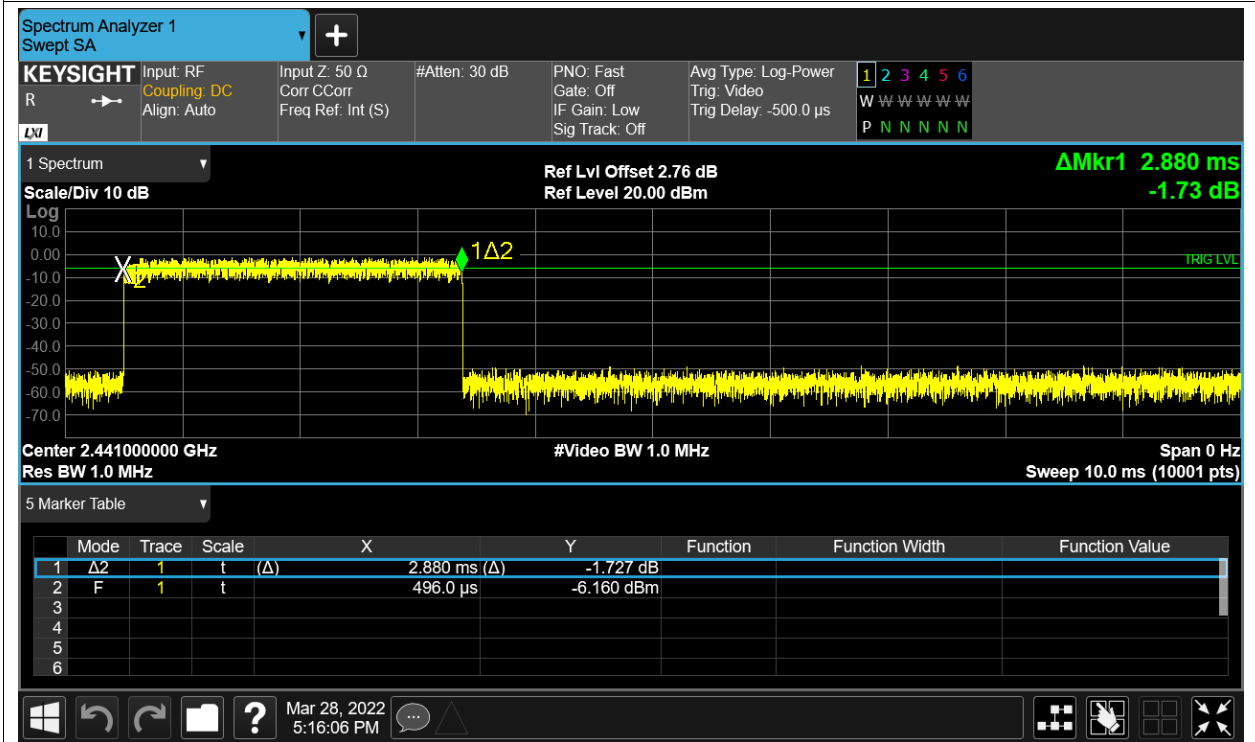 Spectrum Analyzer 1
Swept SA
KEYSIGHT
R
LXI
Input: RF
Coupling: DC
Align: Auto
Input Z: 50 Ω
Corr CCorr
Freq Ref: Int (S)
#Atten: 30 dB
PNO: Fast
Gate: Off
IF Gain: Low
Sig Track: Off
Avg Type: Log-Power
Trig: Video
Trig Delay: -500.0 µs
1 2 3 4 5 6
W W W W W W
P N N N N N
1 Spectrum
Scale/Div 10 dB
Ref Lvl Offset 2.76 dB
Ref Level 20.00 dBm
ΔMkr1 2.880 ms
-1.73 dB
Log
10.0
0.00
-10.0
-20.0
-30.0
-40.0
-50.0
-60.0
-70.0
X
2
1Δ2
TRIG LVL
Center 2.441000000 GHz
Res BW 1.0 MHz
#Video BW 1.0 MHz
Span 0 Hz
Sweep 10.0 ms (10001 pts)
5 Marker Table
Mode Trace Scale X Y Function Function Width Function Value
1 Δ2 1 t (Δ) 2.880 ms (Δ) -1.727 dB
2 F 1 t 496.0 µs -6.160 dBm
3
4
5
6
?
Mar 28, 2022
5:16:06 PM